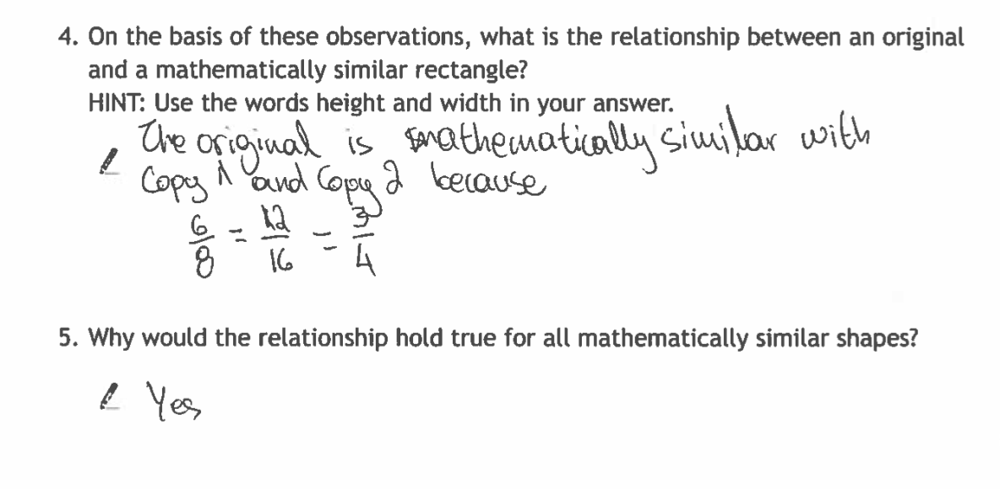 4. On the basis of these observations, what is the relationship between an original
and a mathematically similar rectangle?
HINT: Use the words height and width in your answer.
The original is mathematically similar with
Copy 1 and Copy 2 because
6/8 = 12/16 = 3/4
5. Why would the relationship hold true for all mathematically similar shapes?
Yes